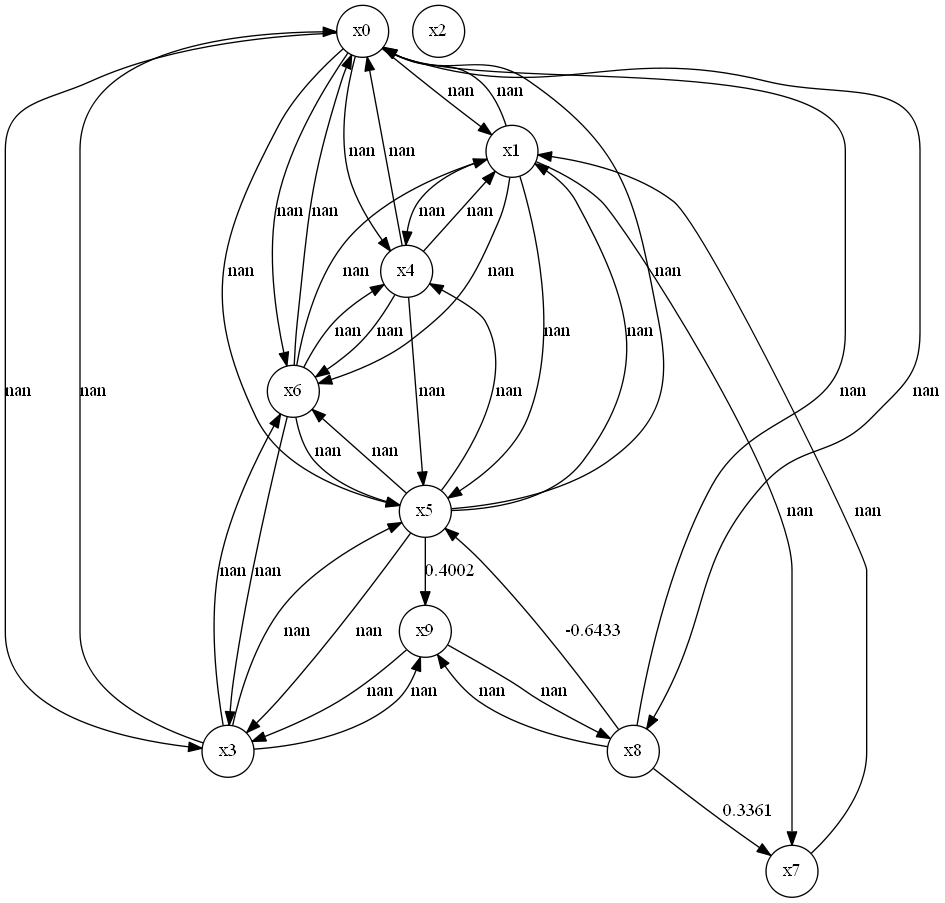 x0 x2
nan nan
x1
nan nan
nan nan nan nan
nan x4 nan nan
nan nan nan nan
nan nan x6 nan nan nan nan
nan nan
x5 nan nan
nan nan 0.4002
nan nan x9 -0.6433
nan nan nan nan
x3 x8
0.3361
x7